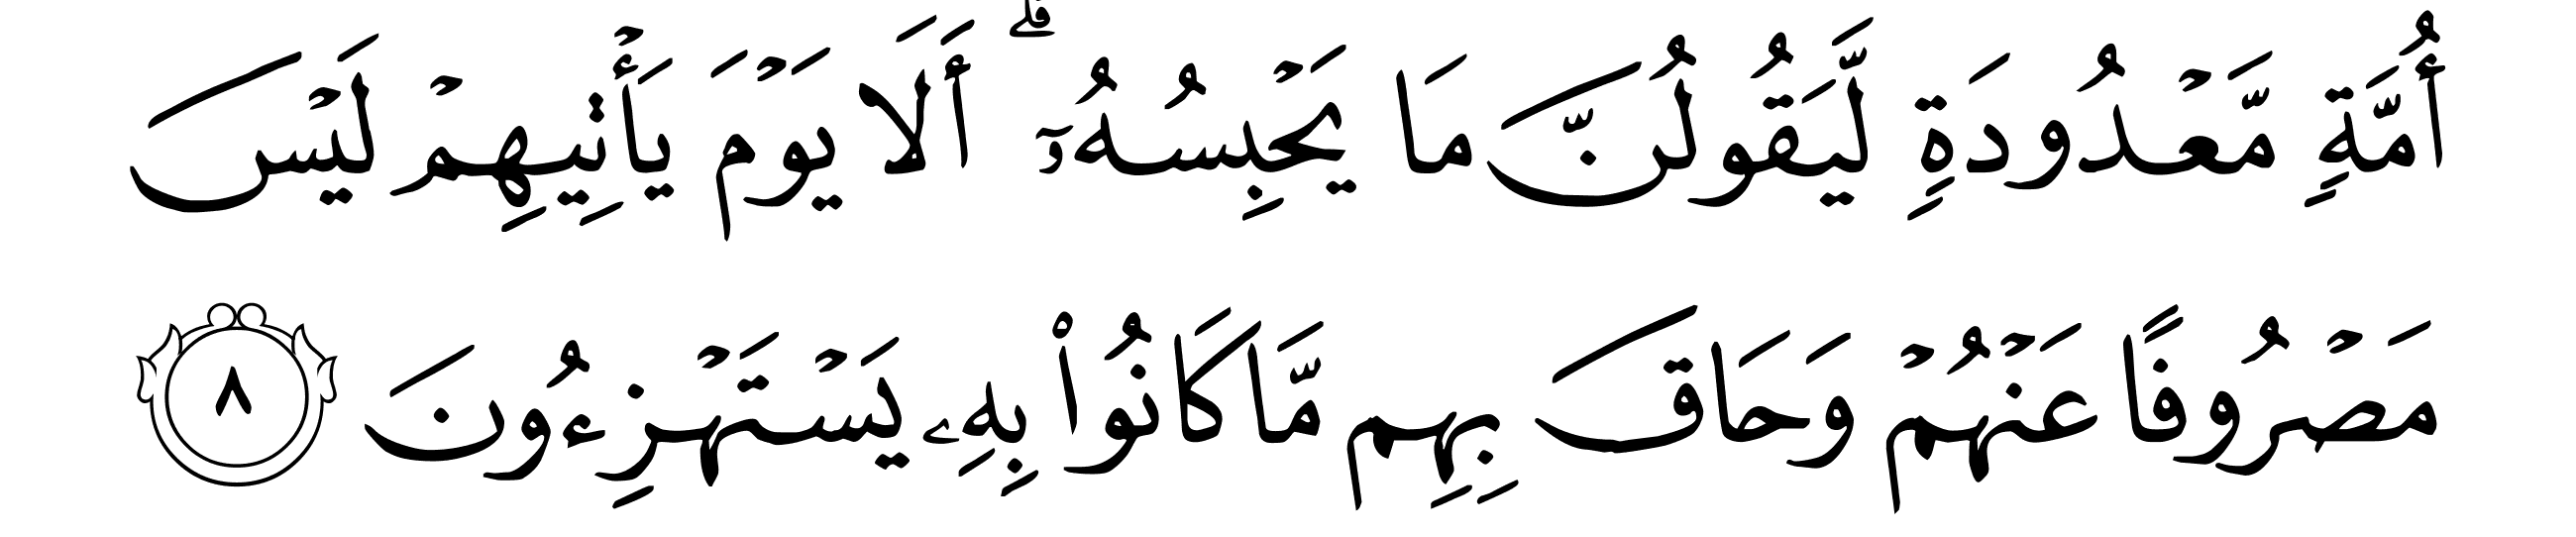 أُمَّةٍ مَّعۡدُودَةٍ لَّيَقُولُنَّ مَا يَحۡبِسُهُۥٓۗ أَلَا يَوۡمَ يَأۡتِيهِمۡ لَيۡسَ
مَصۡرُوفًا عَنۡهُمۡ وَحَاقَ بِهِم مَّا كَانُواْ بِهِۦ يَسۡتَهۡزِءُونَ ٨